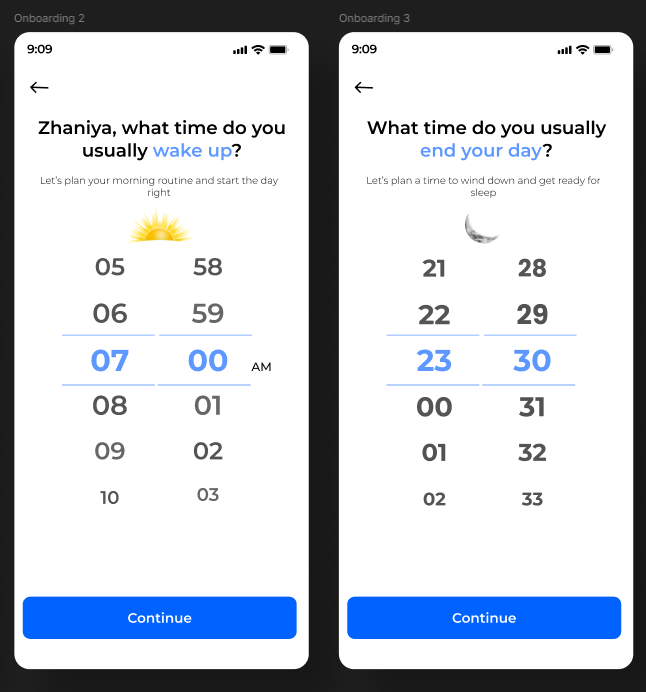 Onboarding 2
9:09
Zhaniya, what time do you
usually wake up?
Let's plan your morning routine and start the day
right
05 58
06 59
07 00 AM
08 01
09 02
10 03
Continue
Onboarding 3
9:09
What time do you usually
end your day?
Let's plan a time to wind down and get ready for
sleep
21 28
22 29
23 30
00 31
01 32
02 33
Continue